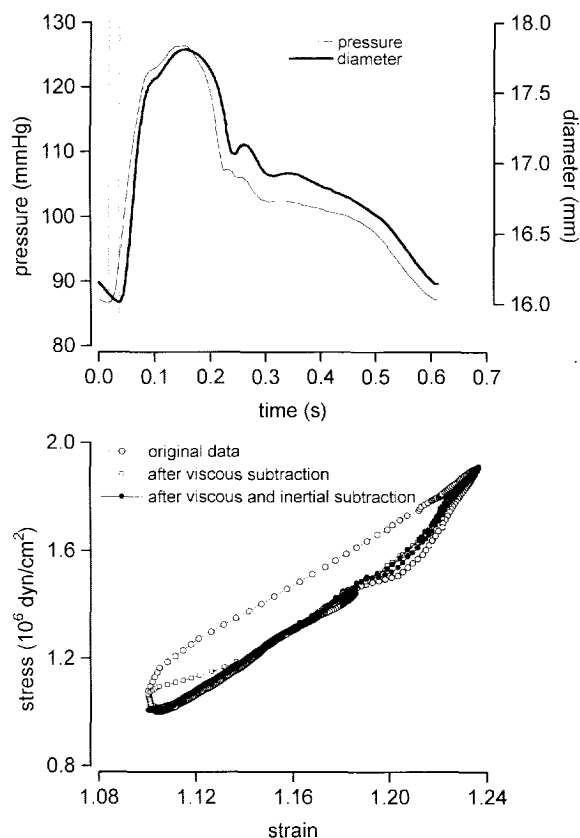 130
120
110
100
90
80
pressure (mmHg)
pressure
diameter
18.0
17.5
17.0
16.5
16.0
diameter (mm)
0.0 0.1 0.2 0.3 0.4 0.5 0.6 0.7
time (s)
2.0
1.6
1.2
0.8
stress (10⁶ dyn/cm²)
original data
after viscous subtraction
after viscous and inertial subtraction
1.08 1.12 1.16 1.20 1.24
strain